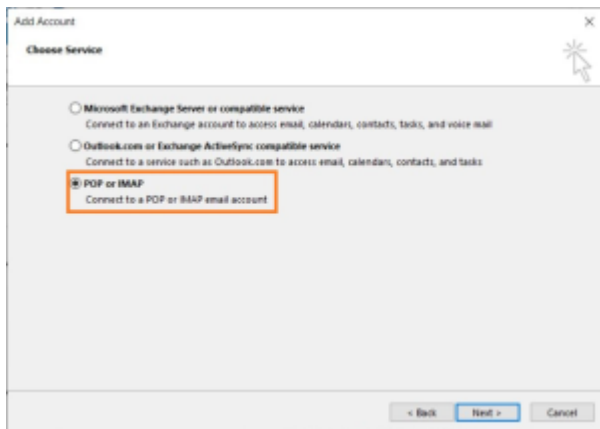 Add Account
Choose Service
Microsoft Exchange Server or compatible service
Connect to an Exchange account to access email, calendars, contacts, tasks, and voice mail
Outlook.com or Exchange ActiveSync compatible service
Connect to a service such as Outlook.com to access email, calendars, contacts, and tasks
POP or IMAP
Connect to a POP or IMAP email account
< Back Next > Cancel